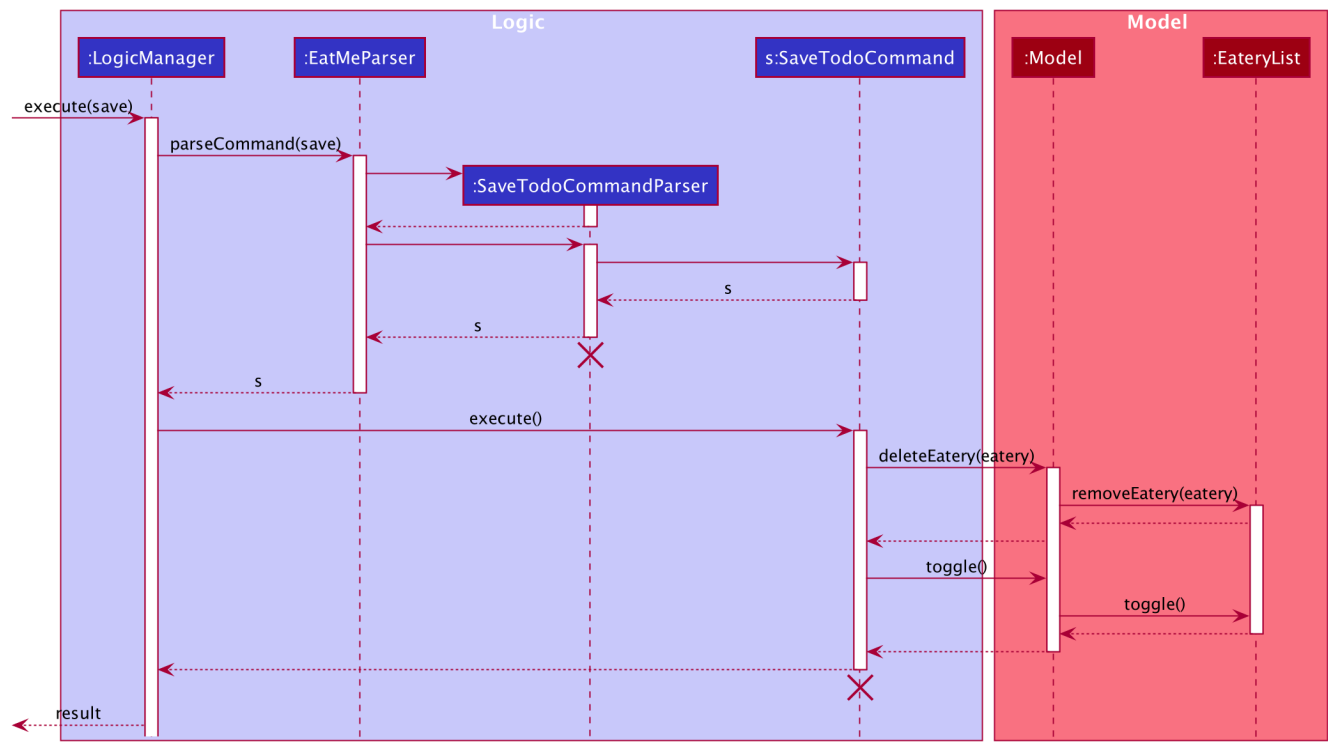 Logic
Model
:LogicManager
:EatMeParser
s:SaveTodoCommand
:Model
:EateryList
execute(save)
parseCommand(save)
:SaveTodoCommandParser
s
s
s
execute()
deleteEatery(eatery)
removeEatery(eatery)
toggle()
toggle()
result